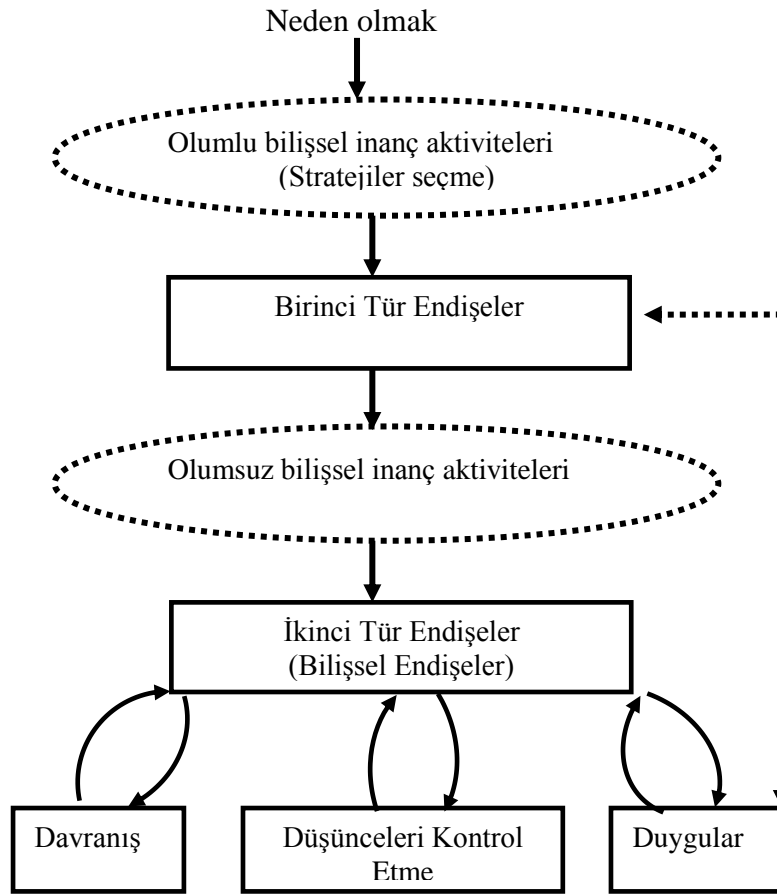 Neden olmak
Olumlu bilişsel inanç aktiviteleri
(Stratejiler seçme)
Birinci Tür Endişeler
Olumsuz bilişsel inanç aktiviteleri
İkinci Tür Endişeler
(Bilişsel Endişeler)
Davranış
Düşünceleri Kontrol
Etme
Duygular